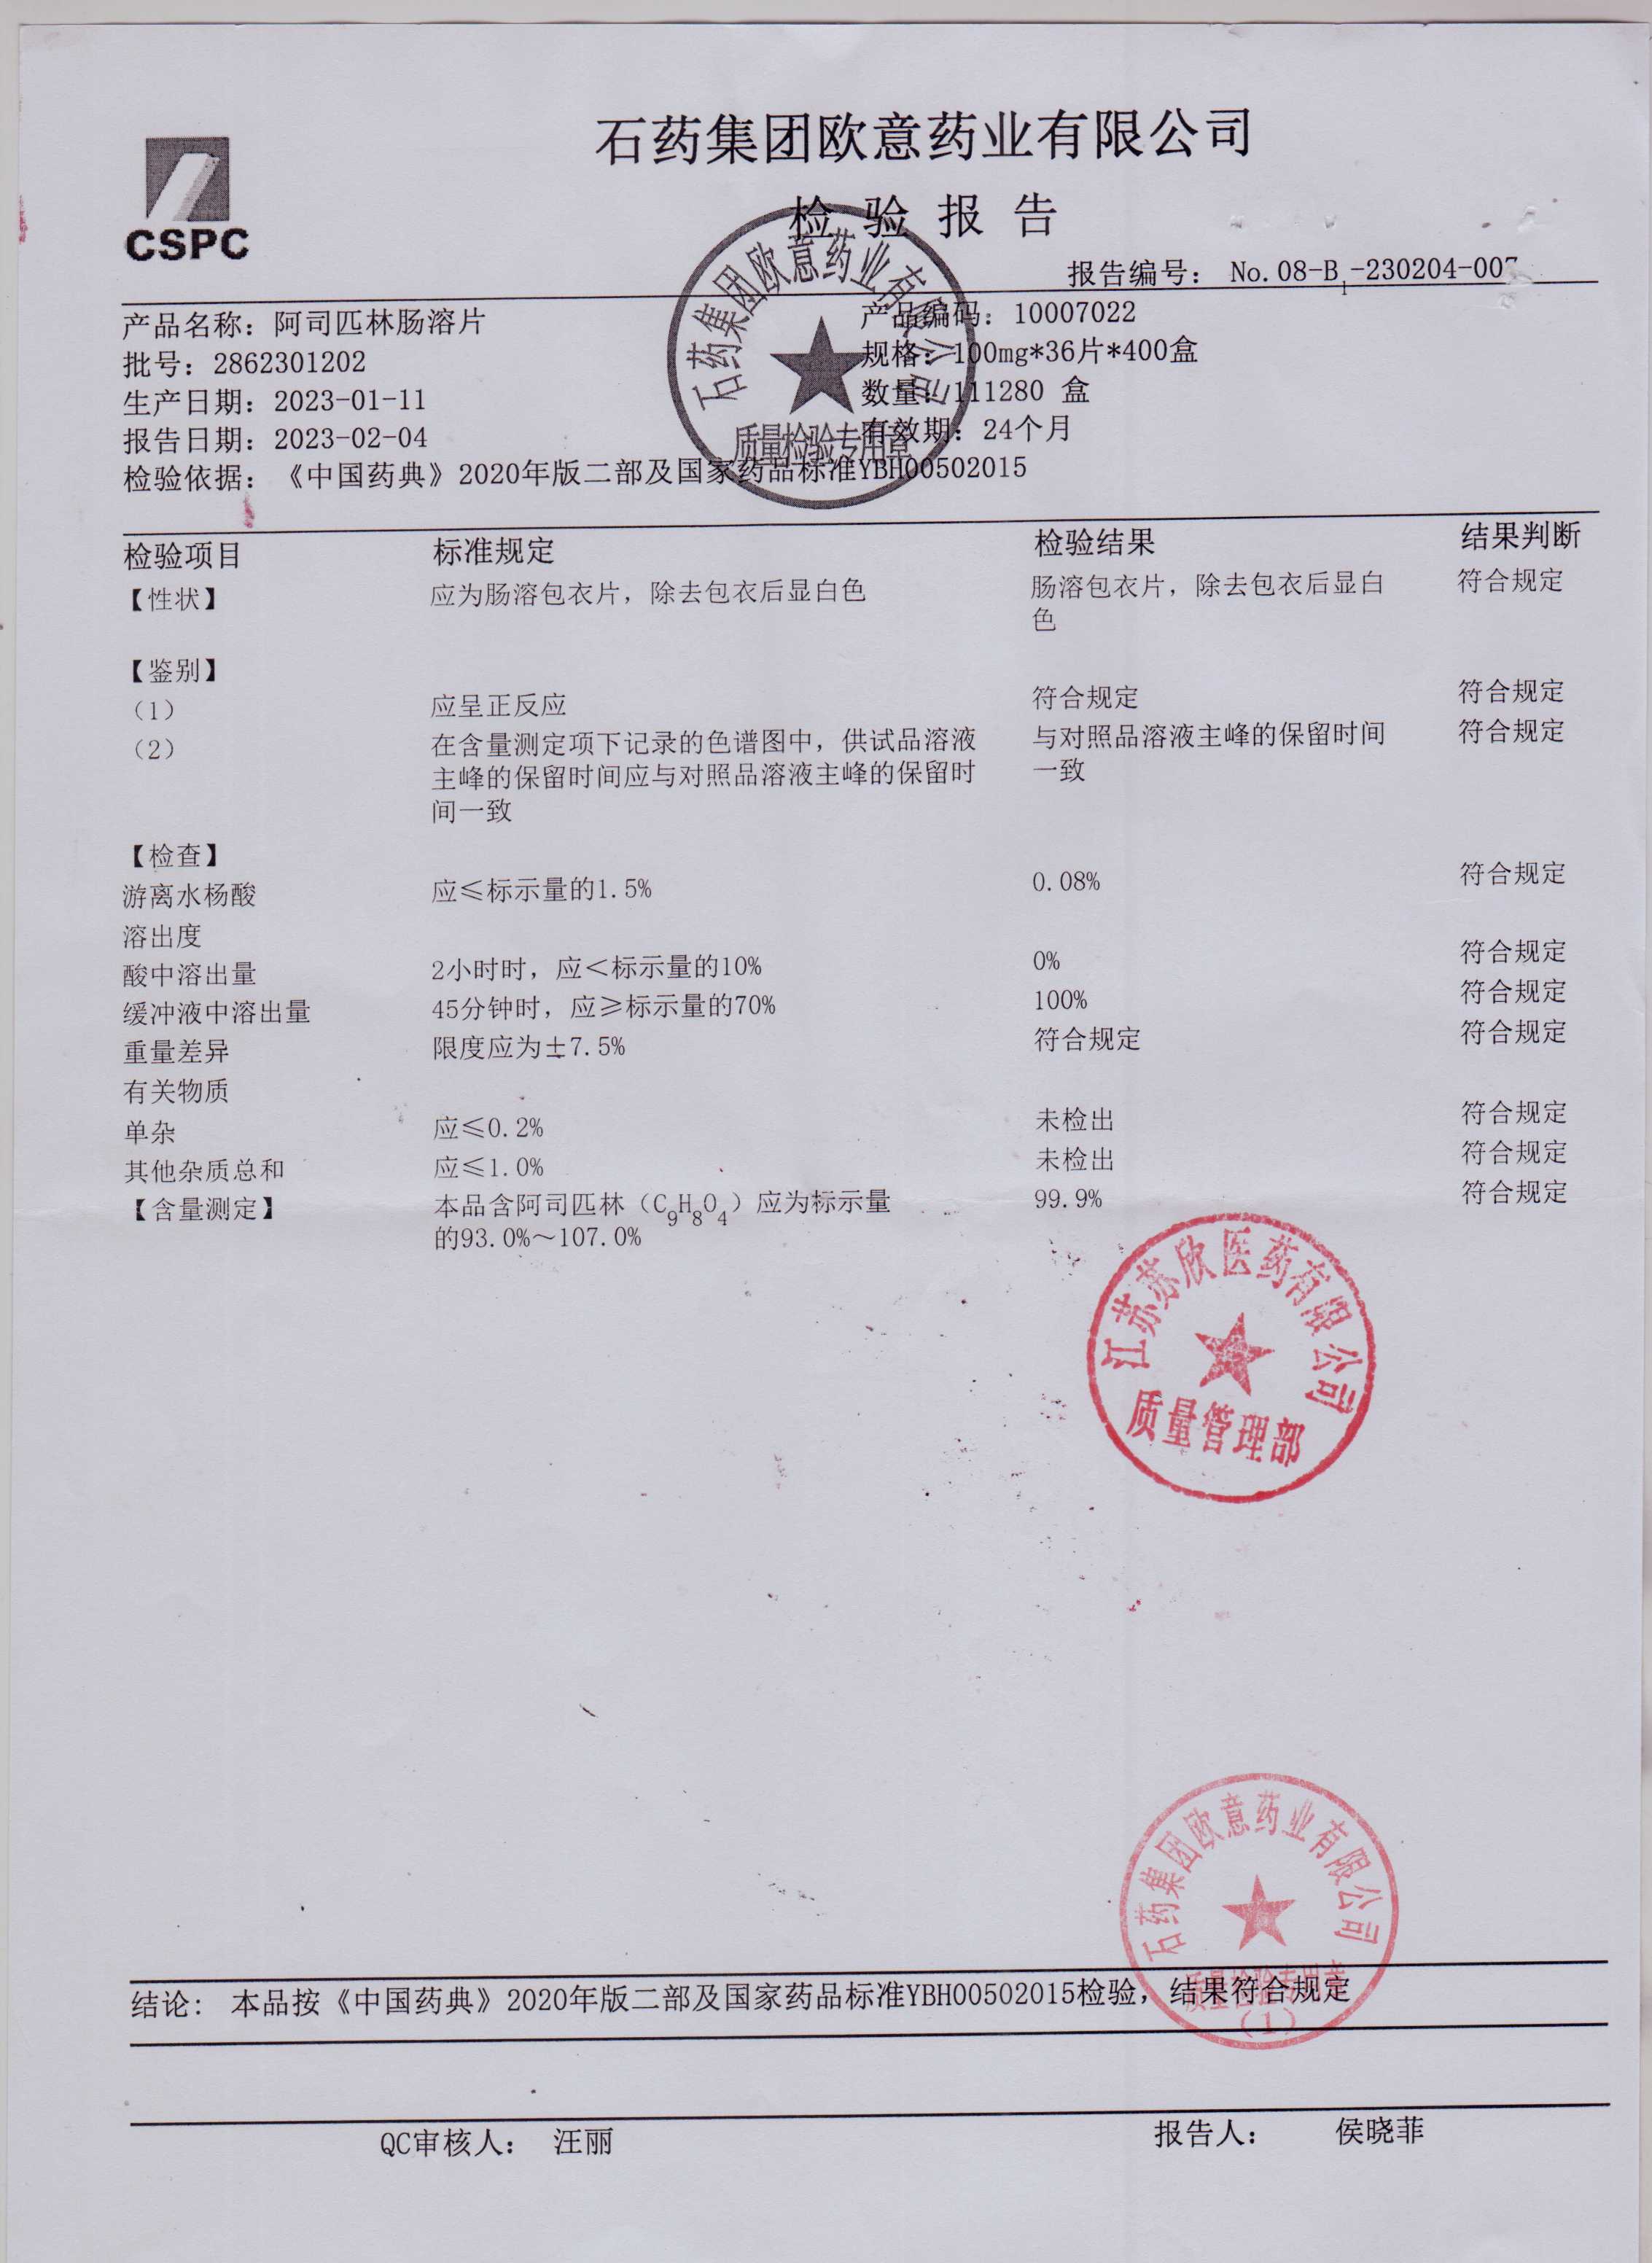 石药集团欧意药业有限公司
CSPC
检 验 报 告
报告编号： No.08-B1-230204-007
产品名称：阿司匹林肠溶片 产品编码：10007022
批号：2862301202 规格：100mg*36片*400盒
生产日期：2023-01-11 数量：111280 盒
报告日期：2023-02-04 有效期：24个月
检验依据：《中国药典》2020年版二部及国家药品标准YBH00502015
石药集团欧意药业有限公司
质量检验专用章
检验项目 标准规定 检验结果 结果判断
【性状】 应为肠溶包衣片，除去包衣后显白色 肠溶包衣片，除去包衣后显白 符合规定
色
【鉴别】
（1） 应呈正反应 符合规定 符合规定
（2） 在含量测定项下记录的色谱图中，供试品溶液 与对照品溶液主峰的保留时间 符合规定
主峰的保留时间应与对照品溶液主峰的保留时 一致
间一致
【检查】
游离水杨酸 应≤标示量的1.5% 0.08% 符合规定
溶出度
酸中溶出量 2小时时，应＜标示量的10% 0% 符合规定
缓冲液中溶出量 45分钟时，应≥标示量的70% 100% 符合规定
重量差异 限度应为±7.5% 符合规定 符合规定
有关物质
单杂 应≤0.2% 未检出 符合规定
其他杂质总和 应≤1.0% 未检出 符合规定
【含量测定】 本品含阿司匹林（C9H8O4）应为标示量 99.9% 符合规定
的93.0%～107.0%
江苏苏欣医药有限公司
质量管理部
石药集团欧意药业有限公司
质量检验专用章
（1）
结论： 本品按《中国药典》2020年版二部及国家药品标准YBH00502015检验，结果符合规定
QC审核人： 汪丽 报告人： 侯晓菲